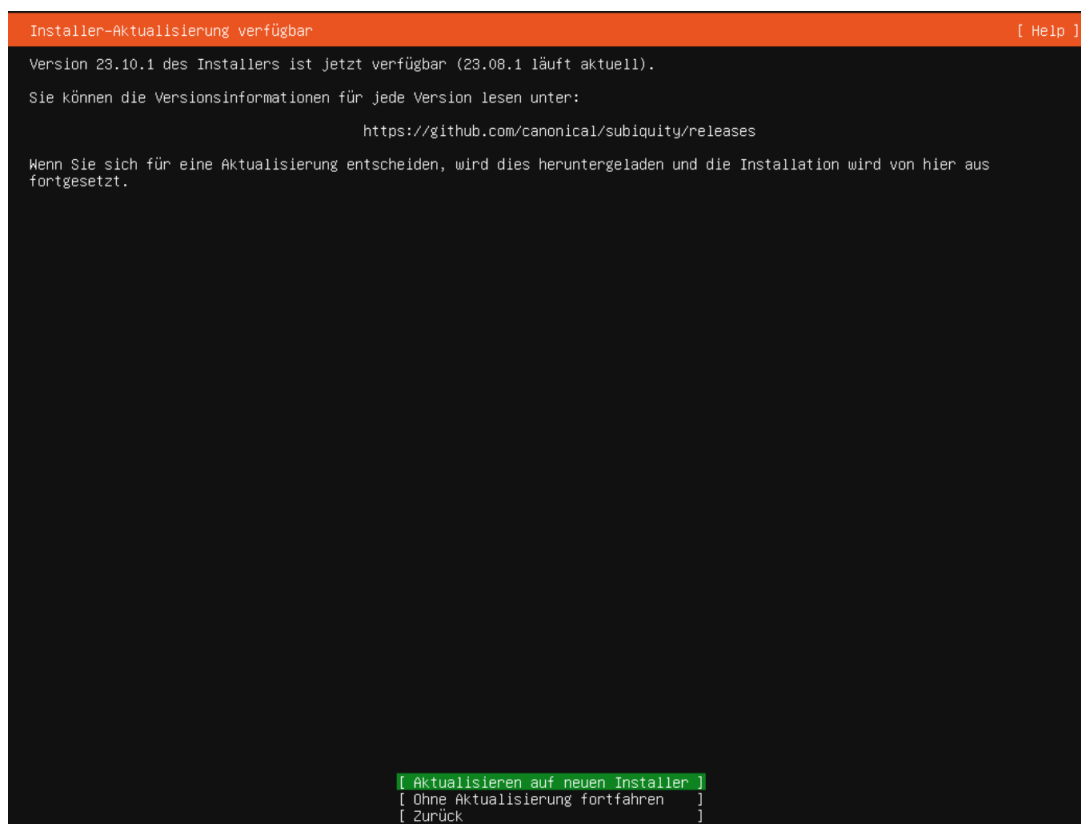 Installer-Aktualisierung verfügbar [ Help ]
Version 23.10.1 des Installers ist jetzt verfügbar (23.08.1 läuft aktuell).
Sie können die Versionsinformationen für jede Version lesen unter:
https://github.com/canonical/subiquity/releases
Wenn Sie sich für eine Aktualisierung entscheiden, wird dies heruntergeladen und die Installation wird von hier aus
fortgesetzt.
[ Aktualisieren auf neuen Installer ]
[ Ohne Aktualisierung fortfahren ]
[ Zurück ]